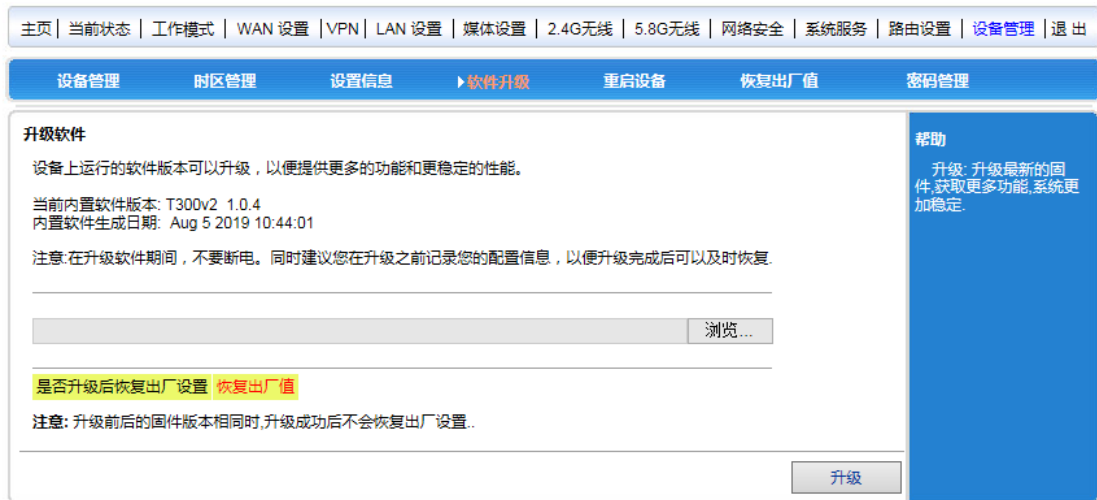 主页│当前状态│工作模式│WAN 设置│VPN│LAN 设置│媒体设置│2.4G无线│5.8G无线│网络安全│系统服务│路由设置│设备管理│退 出
设备管理 时区管理 设置信息 软件升级 重启设备 恢复出厂值 密码管理
升级软件
设备上运行的软件版本可以升级，以便提供更多的功能和更稳定的性能。
当前内置软件版本: T300v2 1.0.4
内置软件生成日期: Aug 5 2019 10:44:01
注意:在升级软件期间，不要断电。同时建议您在升级之前记录您的配置信息，以便升级完成后可以及时恢复.
浏览...
是否升级后恢复出厂设置 恢复出厂值
注意: 升级前后的固件版本相同时,升级成功后不会恢复出厂设置..
升级
帮助
升级: 升级最新的固
件,获取更多功能,系统更
加稳定.